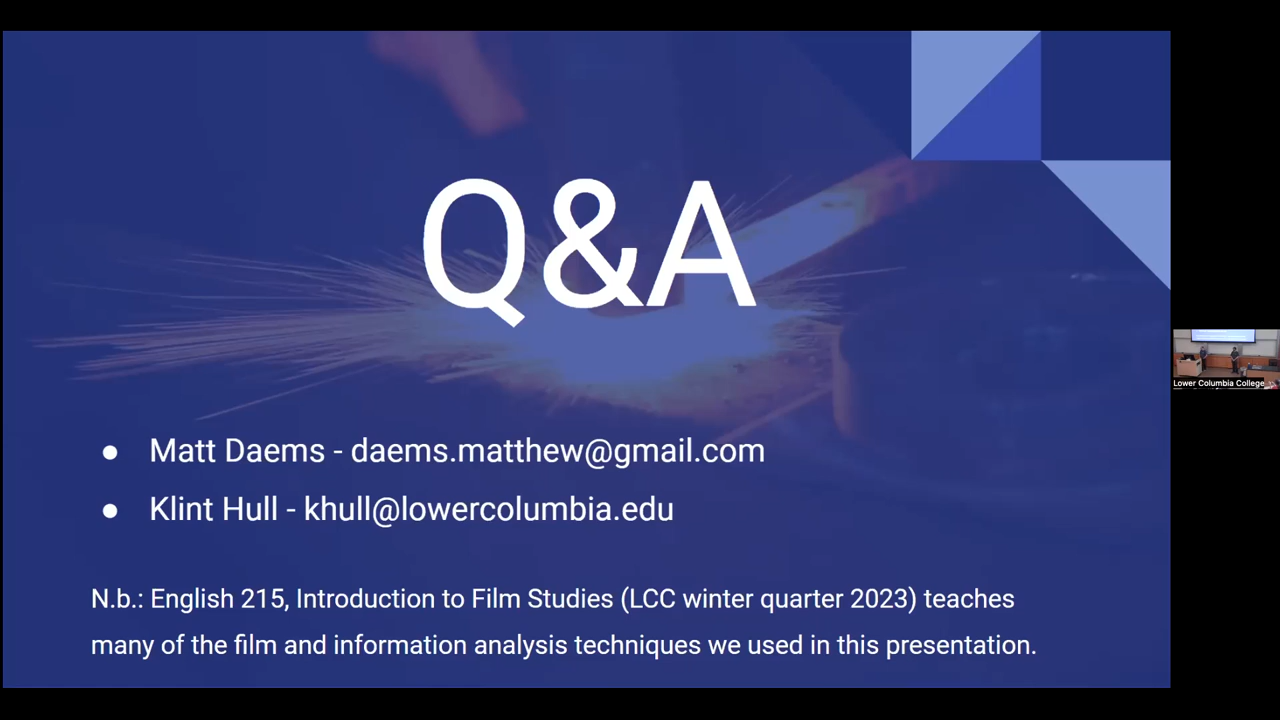 Q&A
● Matt Daems - daems.matthew@gmail.com
● Klint Hull - khull@lowercolumbia.edu
N.b.: English 215, Introduction to Film Studies (LCC winter quarter 2023) teaches
many of the film and information analysis techniques we used in this presentation.
Lower Columbia College